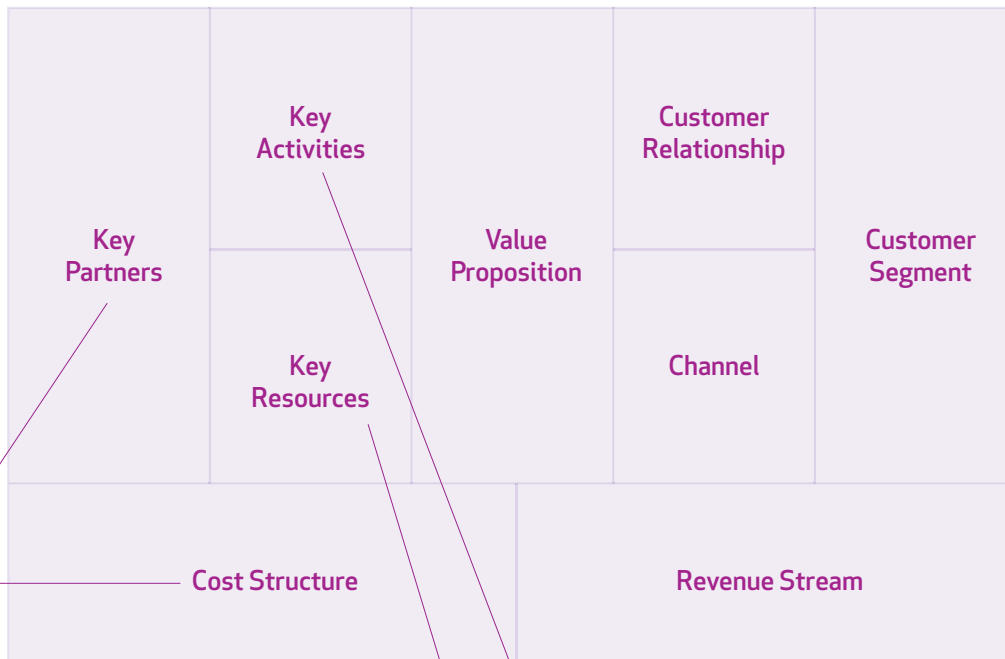 Key
Partners
Key
Activities
Key
Resources
Value
Proposition
Customer
Relationship
Channel
Customer
Segment
Cost Structure
Revenue Stream